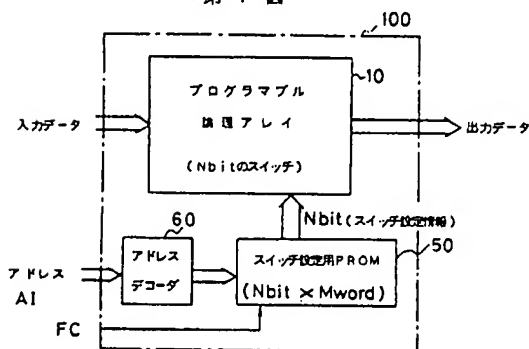 第1図
100
10
プログラマブル
論理アレイ
(Nbitのスイッチ)
入力データ
出力データ
Nbit(スイッチ設定情報)
60
50
アドレス
デコーダ
スイッチ設定用PROM
(Nbit × Mword)
アドレス
AI
FC